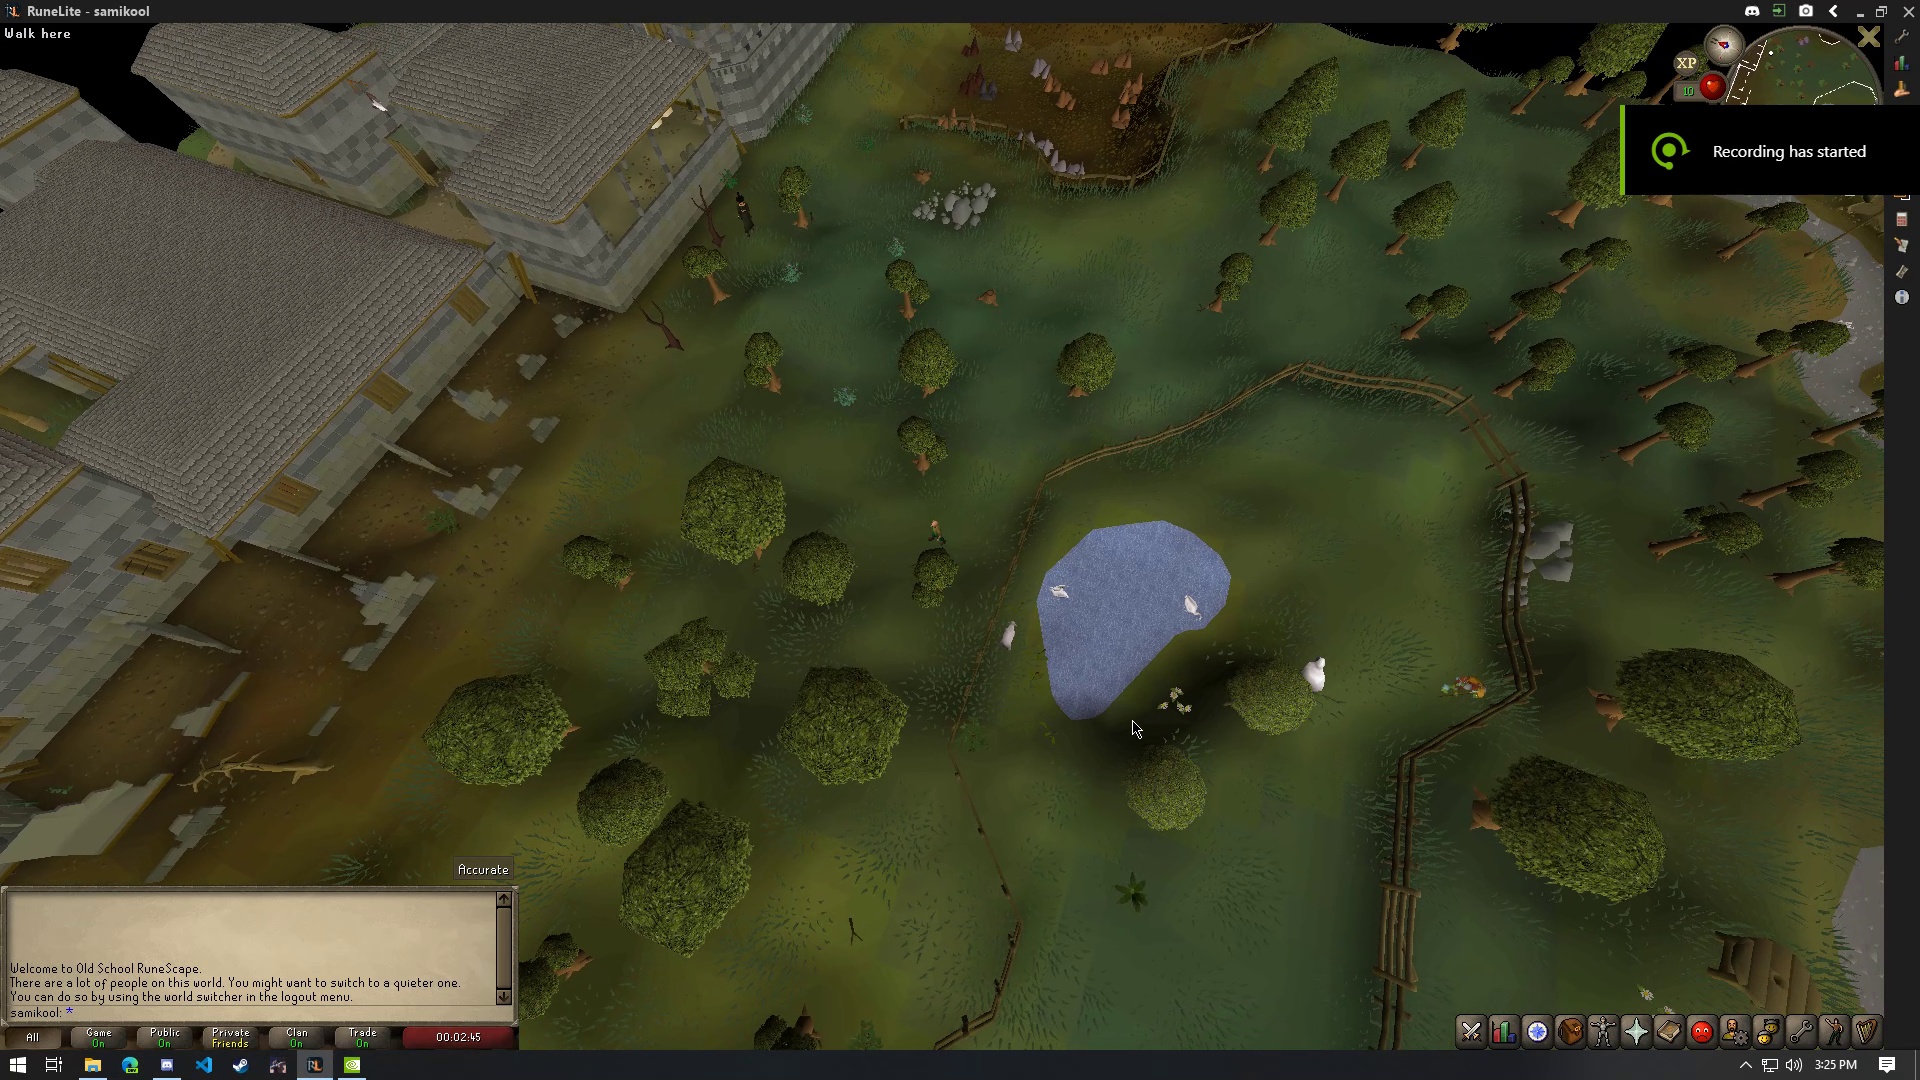 RuneLite - samikool
Walk here
XP
10
Recording has started
Accurate
Welcome to Old School RuneScape.
There are a lot of people on this world. You might want to switch to a quieter one.
You can do so by using the world switcher in the logout menu.
samikool: *
All
Game
On
Public
On
Private
Friends
Clan
On
Trade
On
00:02:45
3:25 PM